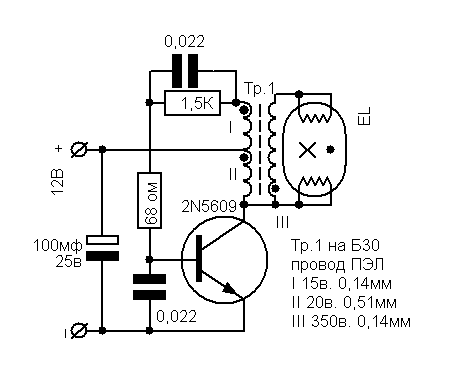 0,022
1,5К
Тр.1
I
II
III
EL
+
12В
68 ом
2N5609
100мф
25в
0,022
Тр.1 на Б30
провод ПЭЛ
I 15в. 0,14мм
II 20в. 0,51мм
III 350в. 0,14мм